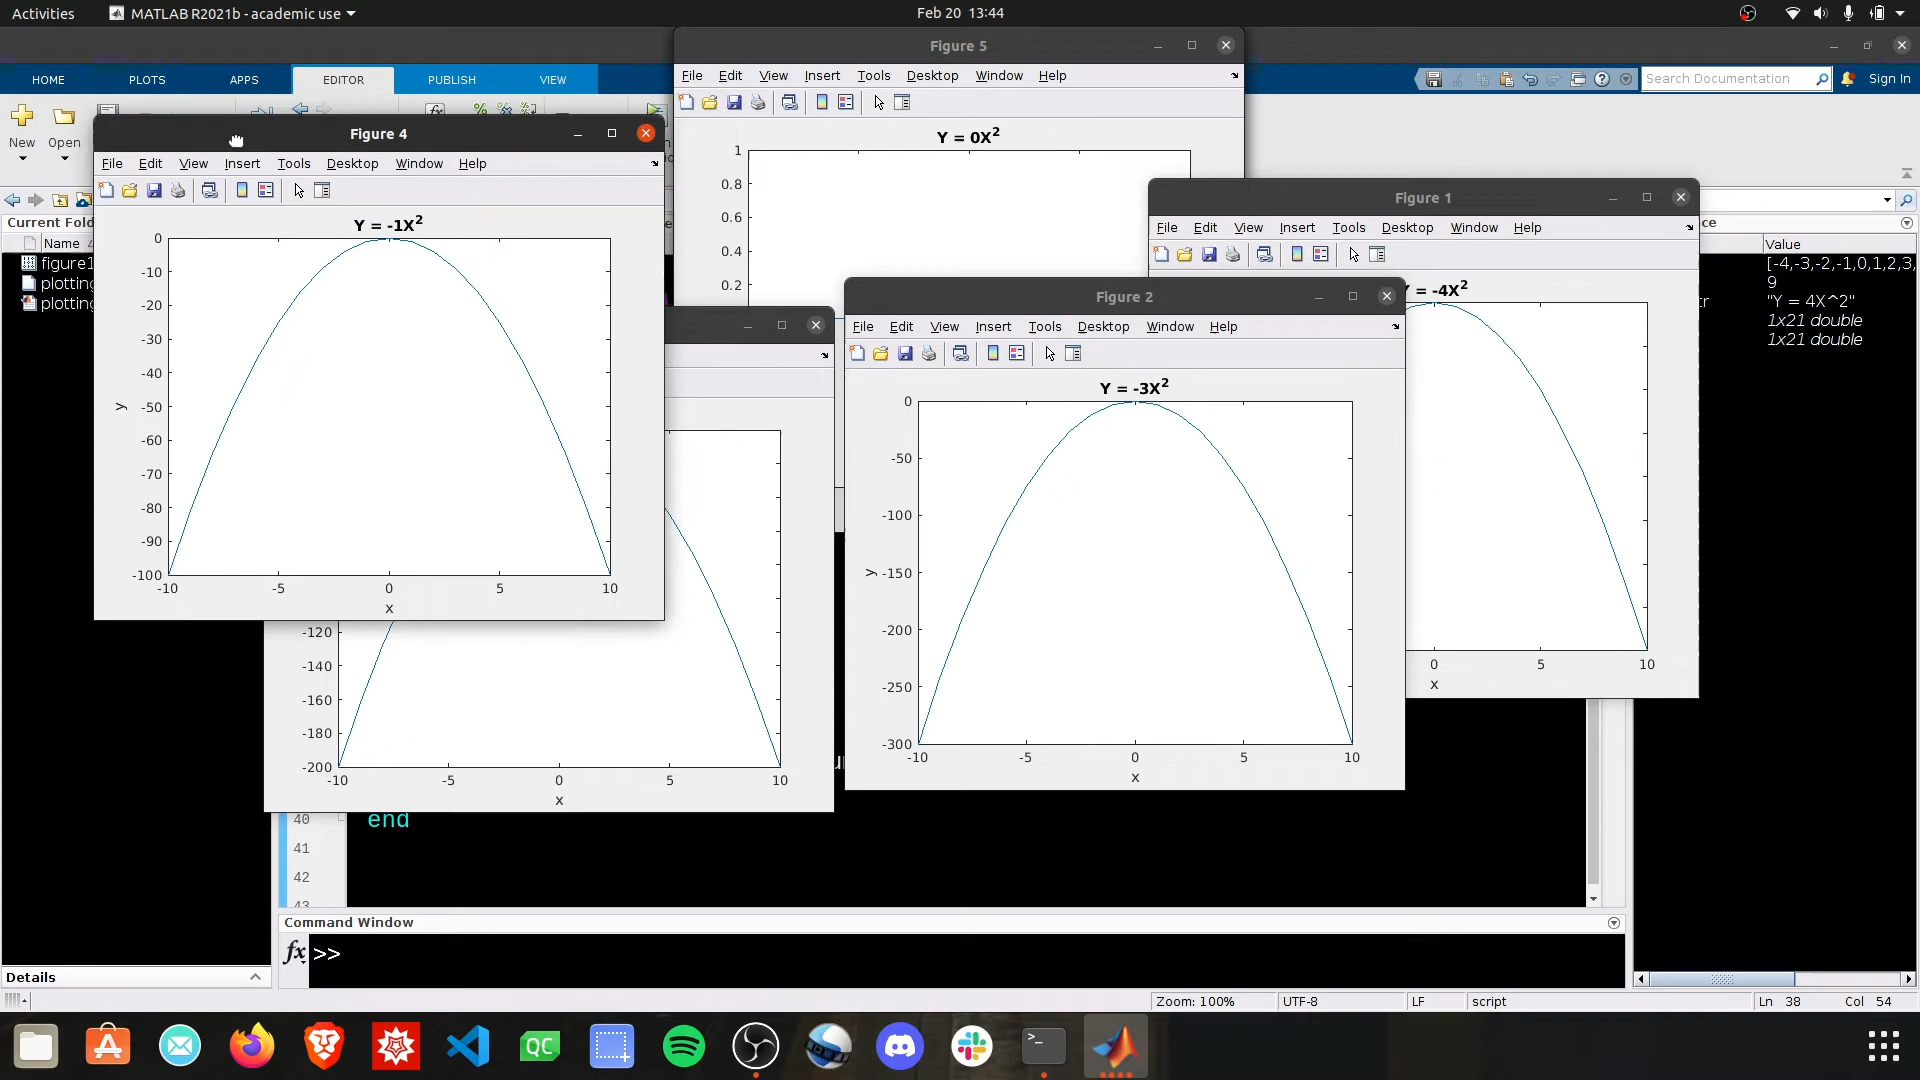 Activities
MATLAB R2021b - academic use
Feb 20 13:44
HOME
PLOTS
APPS
EDITOR
PUBLISH
VIEW
Search Documentation
Sign In
New
Open
Current Fold
Name
figure1
plotting
plotting
Details
Figure 5
File Edit View Insert Tools Desktop Window Help
Y = 0X2
1
0.8
0.6
0.4
0.2
Figure 4
File Edit View Insert Tools Desktop Window Help
Y = -1X2
0
-10
-20
-30
-40
-50
-60
-70
-80
-90
-100
y
-10 -5 0 5 10
x
-120
-140
-160
-180
-200
-10 -5 0 5 10
x
Figure 2
File Edit View Insert Tools Desktop Window Help
Y = -3X2
0
-50
-100
-150
-200
-250
-300
y
-10 -5 0 5 10
x
Figure 1
File Edit View Insert Tools Desktop Window Help
= -4X2
0 5 10
x
ce
Value
[-4,-3,-2,-1,0,1,2,3,
9
"Y = 4X^2"
1x21 double
1x21 double
tr
40
end
41
42
43
Command Window
fx >>
Zoom: 100%
UTF-8
LF
script
Ln 38
Col 54
QC
>_